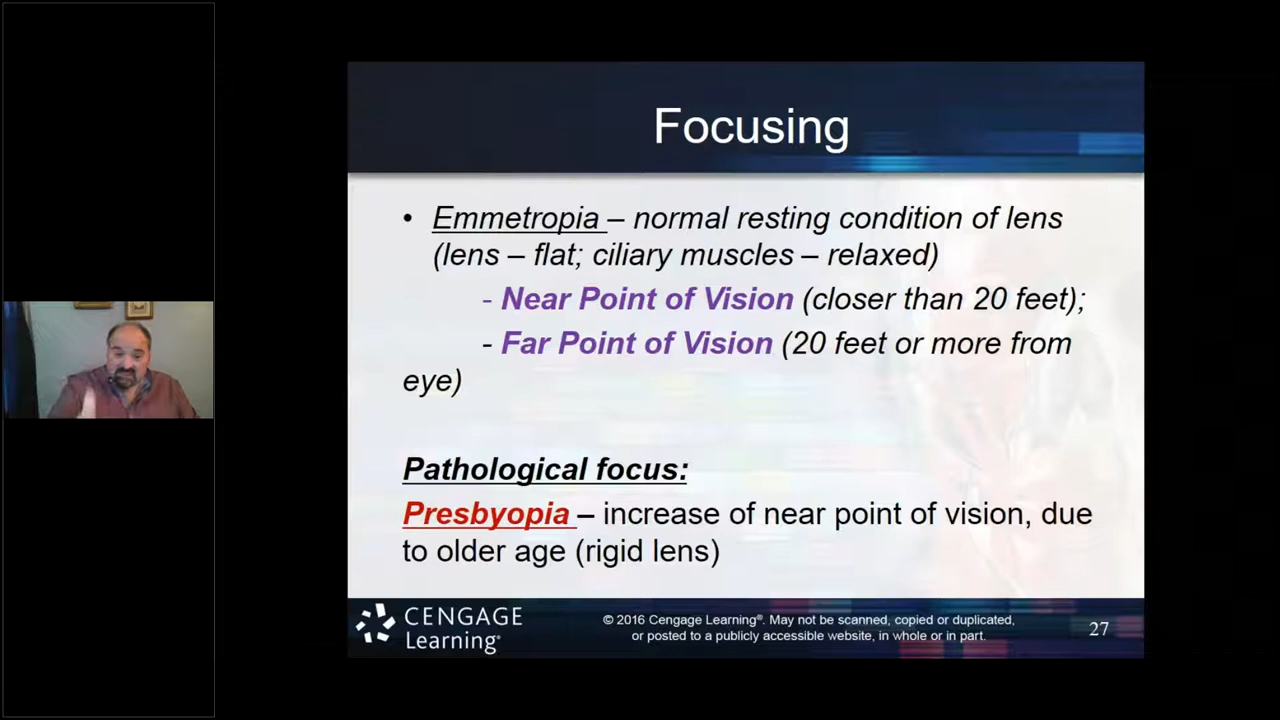 Focusing
• Emmetropia – normal resting condition of lens
(lens – flat; ciliary muscles – relaxed)
- Near Point of Vision (closer than 20 feet);
- Far Point of Vision (20 feet or more from
eye)
Pathological focus:
Presbyopia – increase of near point of vision, due
to older age (rigid lens)
CENGAGE
Learning®
© 2016 Cengage Learning®. May not be scanned, copied or duplicated,
or posted to a publicly accessible website, in whole or in part.
27